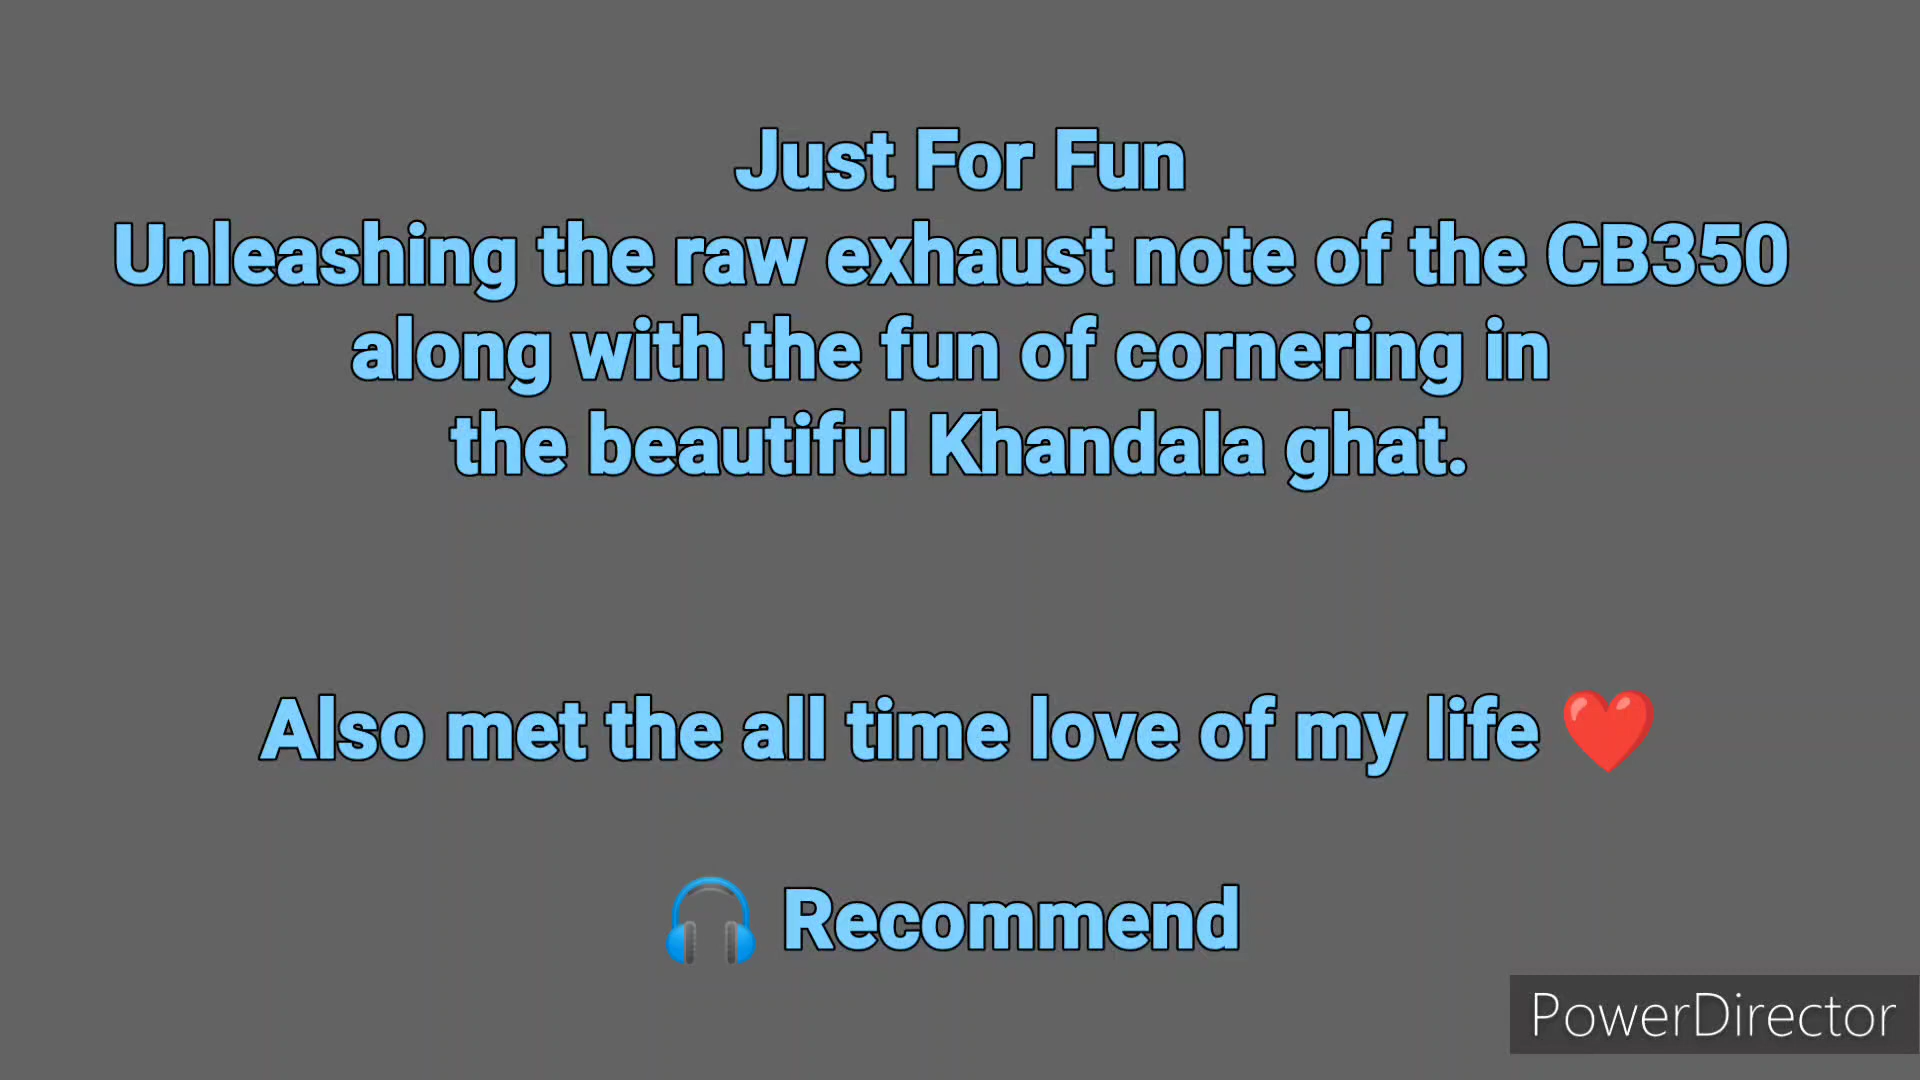 Just For Fun
Unleashing the raw exhaust note of the CB350
along with the fun of cornering in
the beautiful Khandala ghat.
Also met the all time love of my life ❤️
🎧 Recommend
PowerDirector